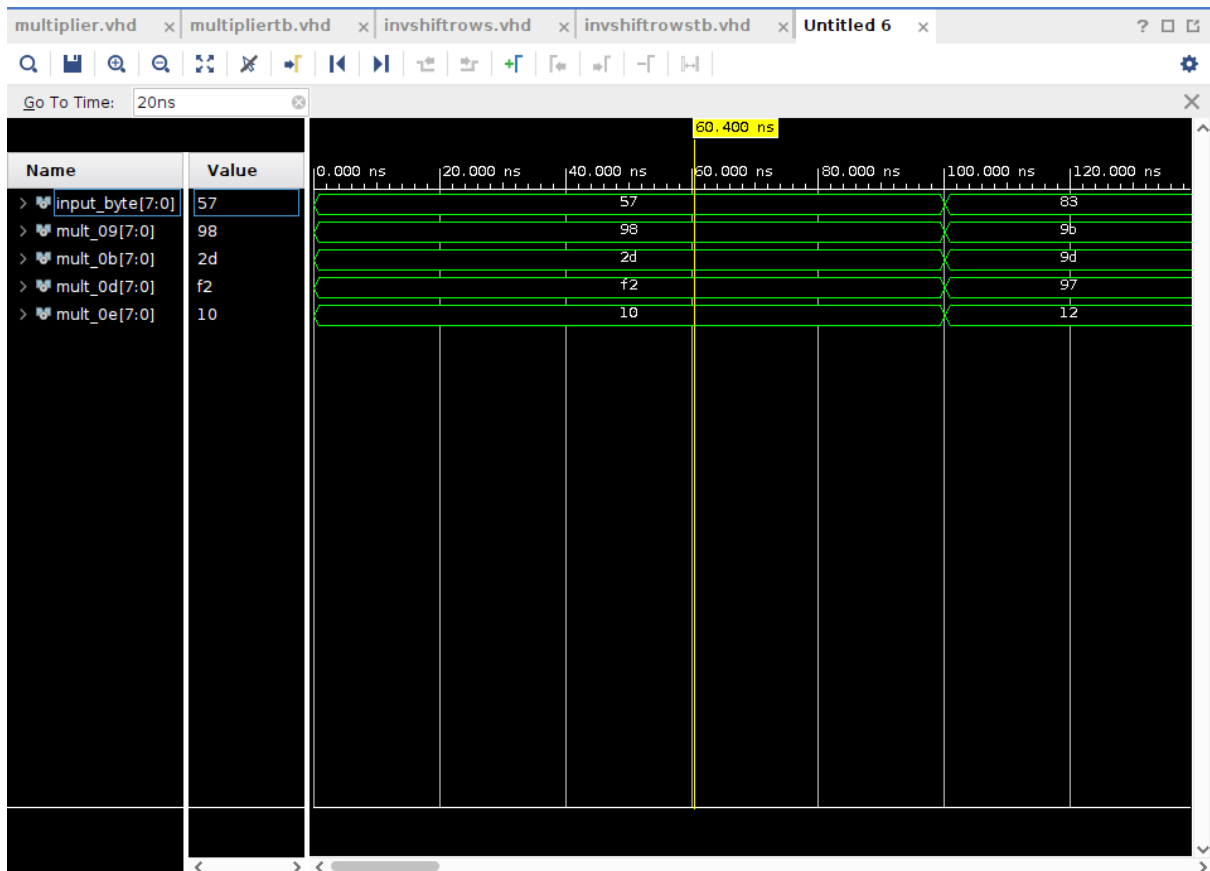 multiplier.vhd × multipliertb.vhd × invshiftrows.vhd × invshiftrowstb.vhd × Untitled 6 × ?
Go To Time: 20ns
60.400 ns
Name Value 0.000 ns 20.000 ns 40.000 ns 60.000 ns 80.000 ns 100.000 ns 120.000 ns
input_byte[7:0] 57 57 83
mult_09[7:0] 98 98 9b
mult_0b[7:0] 2d 2d 9d
mult_0d[7:0] f2 f2 97
mult_0e[7:0] 10 10 12